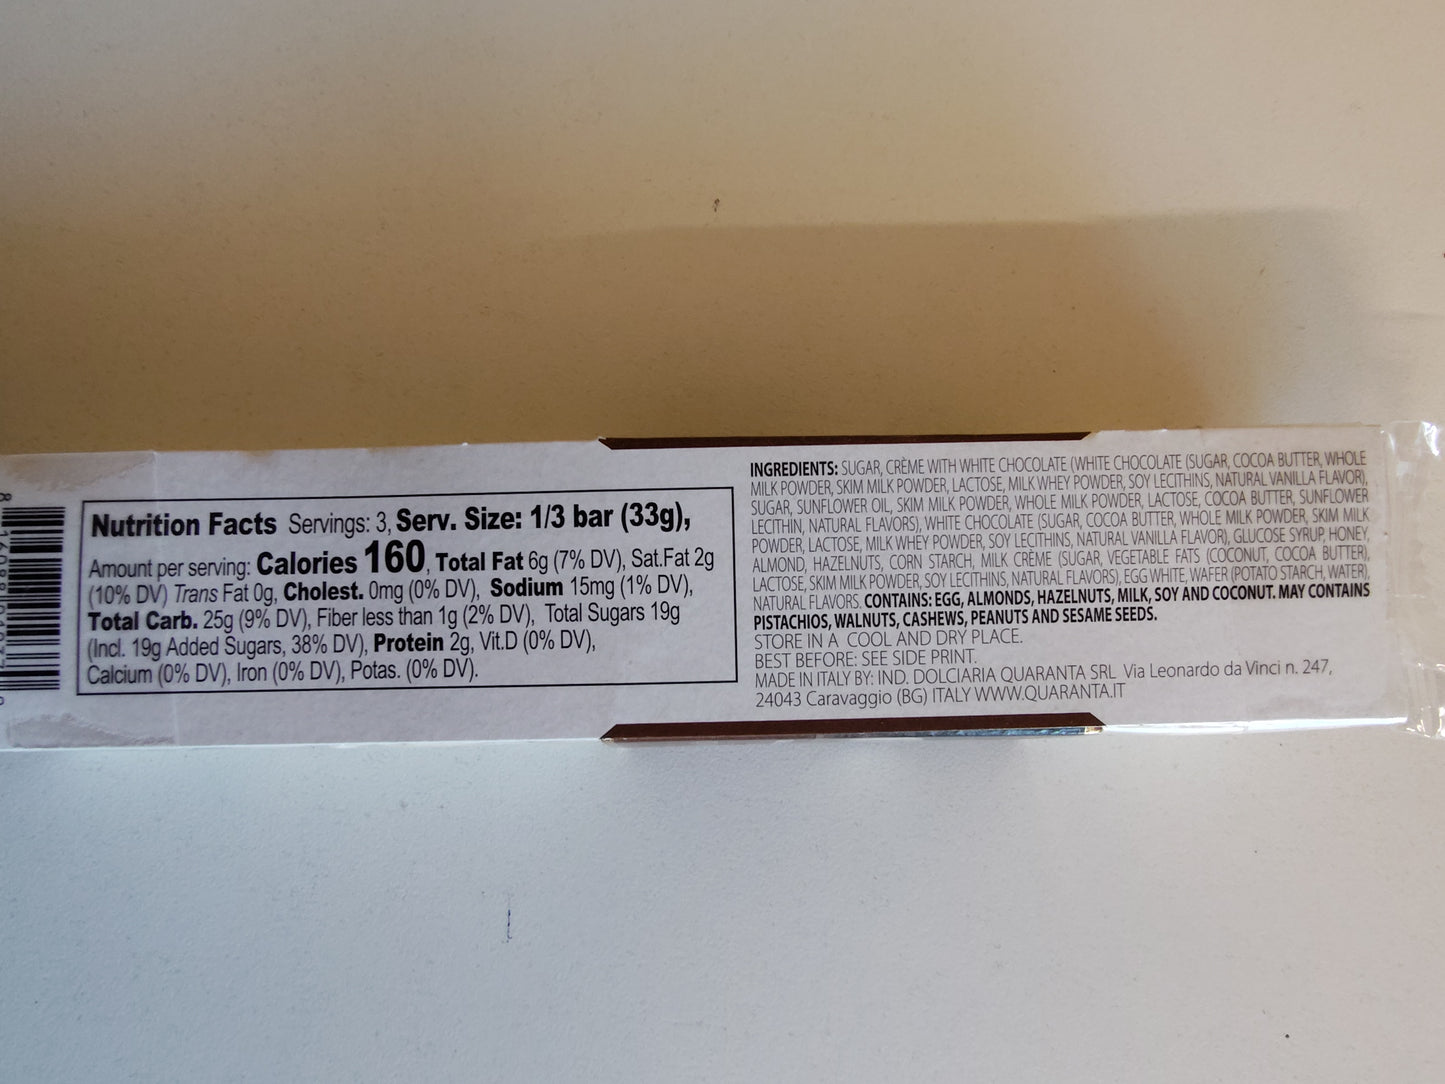 Nutrition Facts Servings: 3, Serv. Size: 1/3 bar (33g),
Amount per serving: Calories 160, Total Fat 6g (7% DV), Sat.Fat 2g
(10% DV) Trans Fat 0g, Cholest. 0mg (0% DV), Sodium 15mg (1% DV),
Total Carb. 25g (9% DV), Fiber less than 1g (2% DV), Total Sugars 19g
(Incl. 19g Added Sugars, 38% DV), Protein 2g, Vit.D (0% DV),
Calcium (0% DV), Iron (0% DV), Potas. (0% DV).
INGREDIENTS: SUGAR, CRÈME WITH WHITE CHOCOLATE (WHITE CHOCOLATE (SUGAR, COCOA BUTTER, WHOLE
MILK POWDER, SKIM MILK POWDER, LACTOSE, MILK WHEY POWDER, SOY LECITHINS, NATURAL VANILLA FLAVOR),
SUGAR, SUNFLOWER OIL, SKIM MILK POWDER, WHOLE MILK POWDER, LACTOSE, COCOA BUTTER, SUNFLOWER
LECITHIN, NATURAL FLAVORS), WHITE CHOCOLATE (SUGAR, COCOA BUTTER, WHOLE MILK POWDER, SKIM MILK
POWDER, LACTOSE, MILK WHEY POWDER, SOY LECITHINS, NATURAL VANILLA FLAVOR), GLUCOSE SYRUP, HONEY,
ALMOND, HAZELNUTS, CORN STARCH, MILK CRÈME (SUGAR, VEGETABLE FATS (COCONUT, COCOA BUTTER),
LACTOSE, SKIM MILK POWDER, SOY LECITHINS, NATURAL FLAVORS), EGG WHITE, WAFER (POTATO STARCH, WATER),
NATURAL FLAVORS. CONTAINS: EGG, ALMONDS, HAZELNUTS, MILK, SOY AND COCONUT. MAY CONTAINS
PISTACHIOS, WALNUTS, CASHEWS, PEANUTS AND SESAME SEEDS.
STORE IN A COOL AND DRY PLACE.
BEST BEFORE: SEE SIDE PRINT.
MADE IN ITALY BY: IND. DOLCIARIA QUARANTA SRL Via Leonardo da Vinci n. 247,
24043 Caravaggio (BG) ITALY WWW.QUARANTA.IT